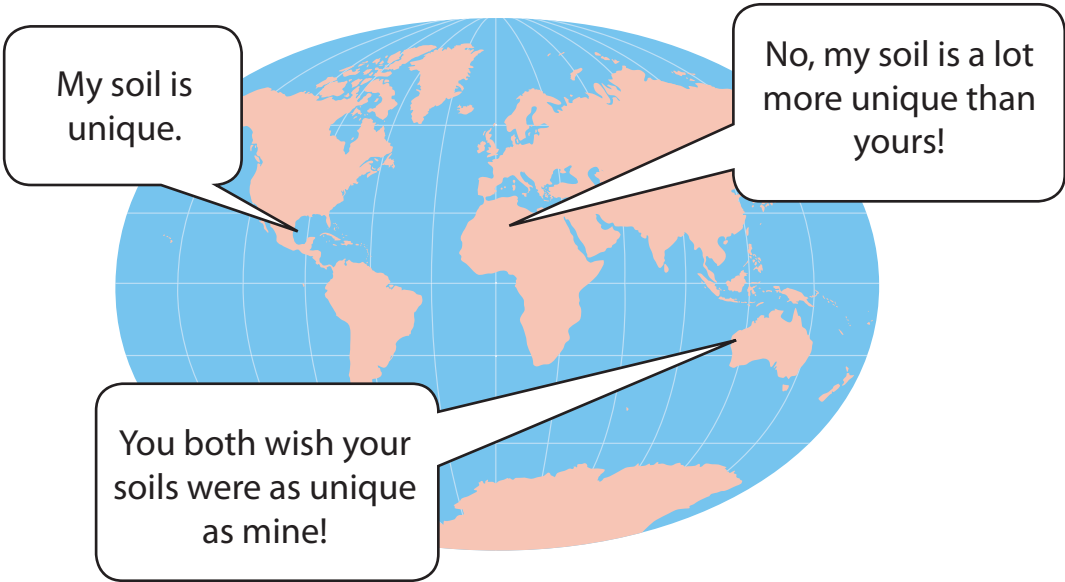 My soil is
unique.
No, my soil is a lot
more unique than
yours!
You both wish your
soils were as unique
as mine!